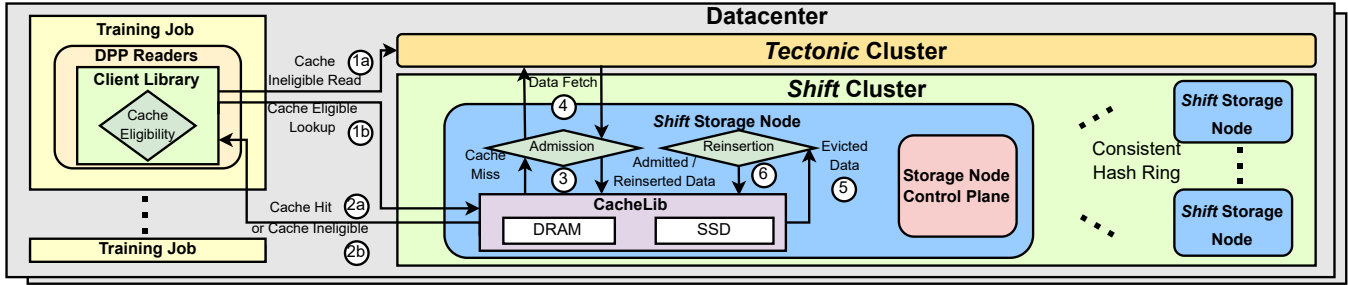 Datacenter
Training Job
DPP Readers
Client Library
Cache
Eligibility
Cache
Ineligible Read
1a
Cache Eligible
Lookup
1b
Cache Hit
2a
or Cache Ineligible
2b
Training Job
Tectonic Cluster
Shift Cluster
Data Fetch
4
Shift Storage
Node
Admission
Reinsertion
Cache
Miss
3
Admitted /
Reinserted Data
6
Evicted
Data
5
CacheLib
DRAM
SSD
Storage Node
Control Plane
Consistent
Hash Ring
Shift Storage
Node
Shift Storage
Node